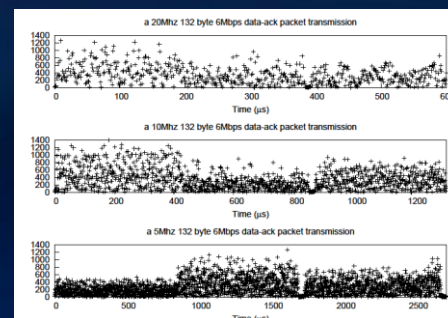 a 20Mhz 132 byte 6Mbps data-ack packet transmission
1400
1200
1000
800
600
400
200
0
0 100 200 300 400 500 600
Time (µs)
a 10Mhz 132 byte 6Mbps data-ack packet transmission
1400
1200
1000
800
600
400
200
0
0 200 400 600 800 1000 1200
Time (µs)
a 5Mhz 132 byte 6Mbps data-ack packet transmission
1400
1200
1000
800
600
400
200
0
0 500 1000 1500 2000 2500
Time (µs)